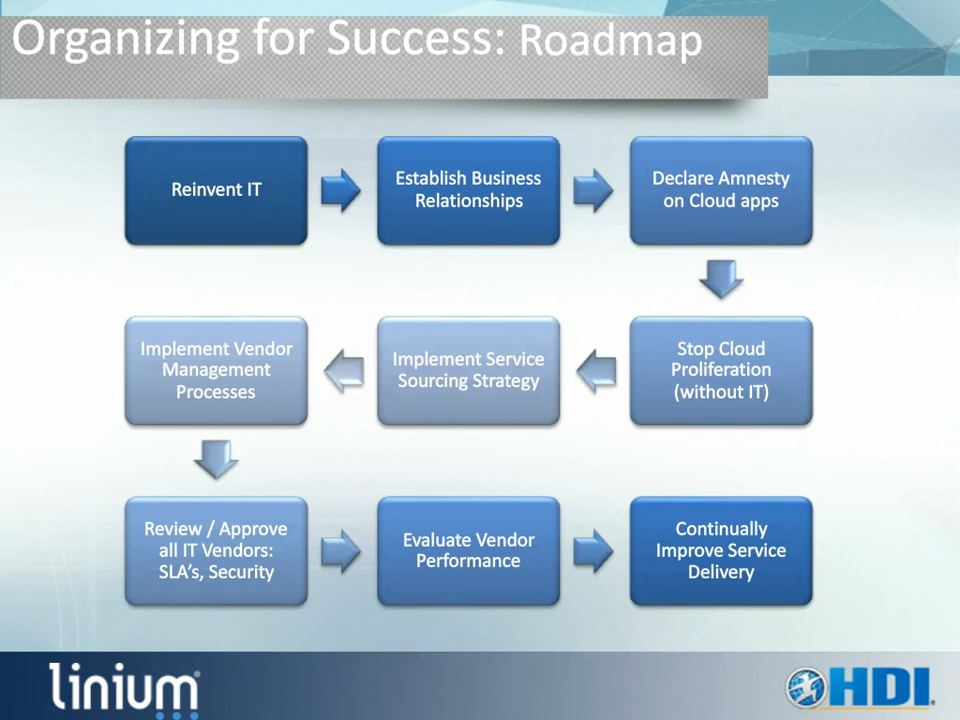 Organizing for Success: Roadmap
Reinvent IT
Establish Business
Relationships
Declare Amnesty
on Cloud apps
Stop Cloud
Proliferation
(without IT)
Implement Service
Sourcing Strategy
Implement Vendor
Management
Processes
Review / Approve
all IT Vendors:
SLA's, Security
Evaluate Vendor
Performance
Continually
Improve Service
Delivery
linium®
HDI